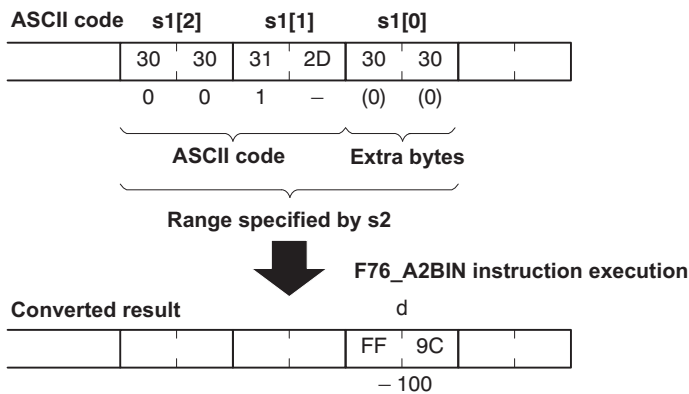 ASCII code s1[2] s1[1] s1[0]
30 30 31 2D 30 30
0 0 1 – (0) (0)
ASCII code Extra bytes
Range specified by s2
F76_A2BIN instruction execution
Converted result d
FF 9C
– 100